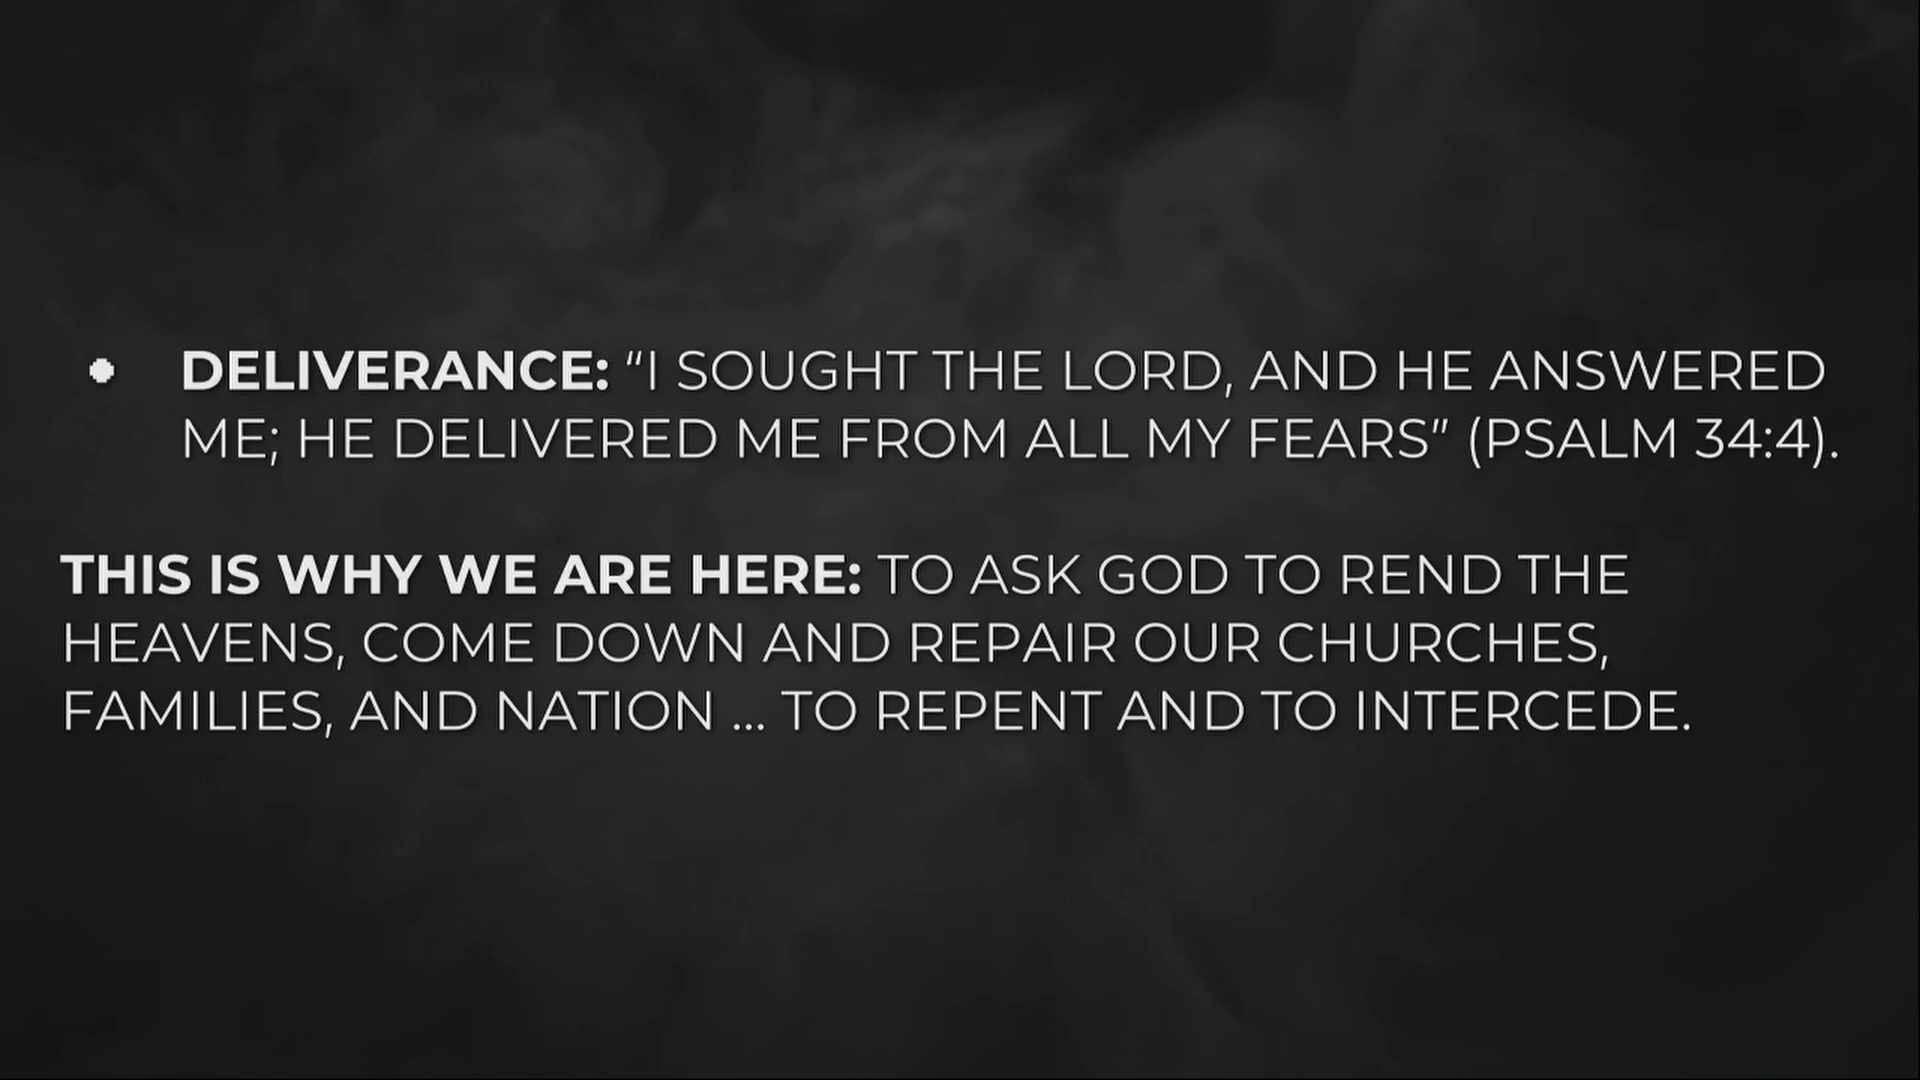 • DELIVERANCE: “I SOUGHT THE LORD, AND HE ANSWERED
ME; HE DELIVERED ME FROM ALL MY FEARS” (PSALM 34:4).
THIS IS WHY WE ARE HERE: TO ASK GOD TO REND THE
HEAVENS, COME DOWN AND REPAIR OUR CHURCHES,
FAMILIES, AND NATION ... TO REPENT AND TO INTERCEDE.